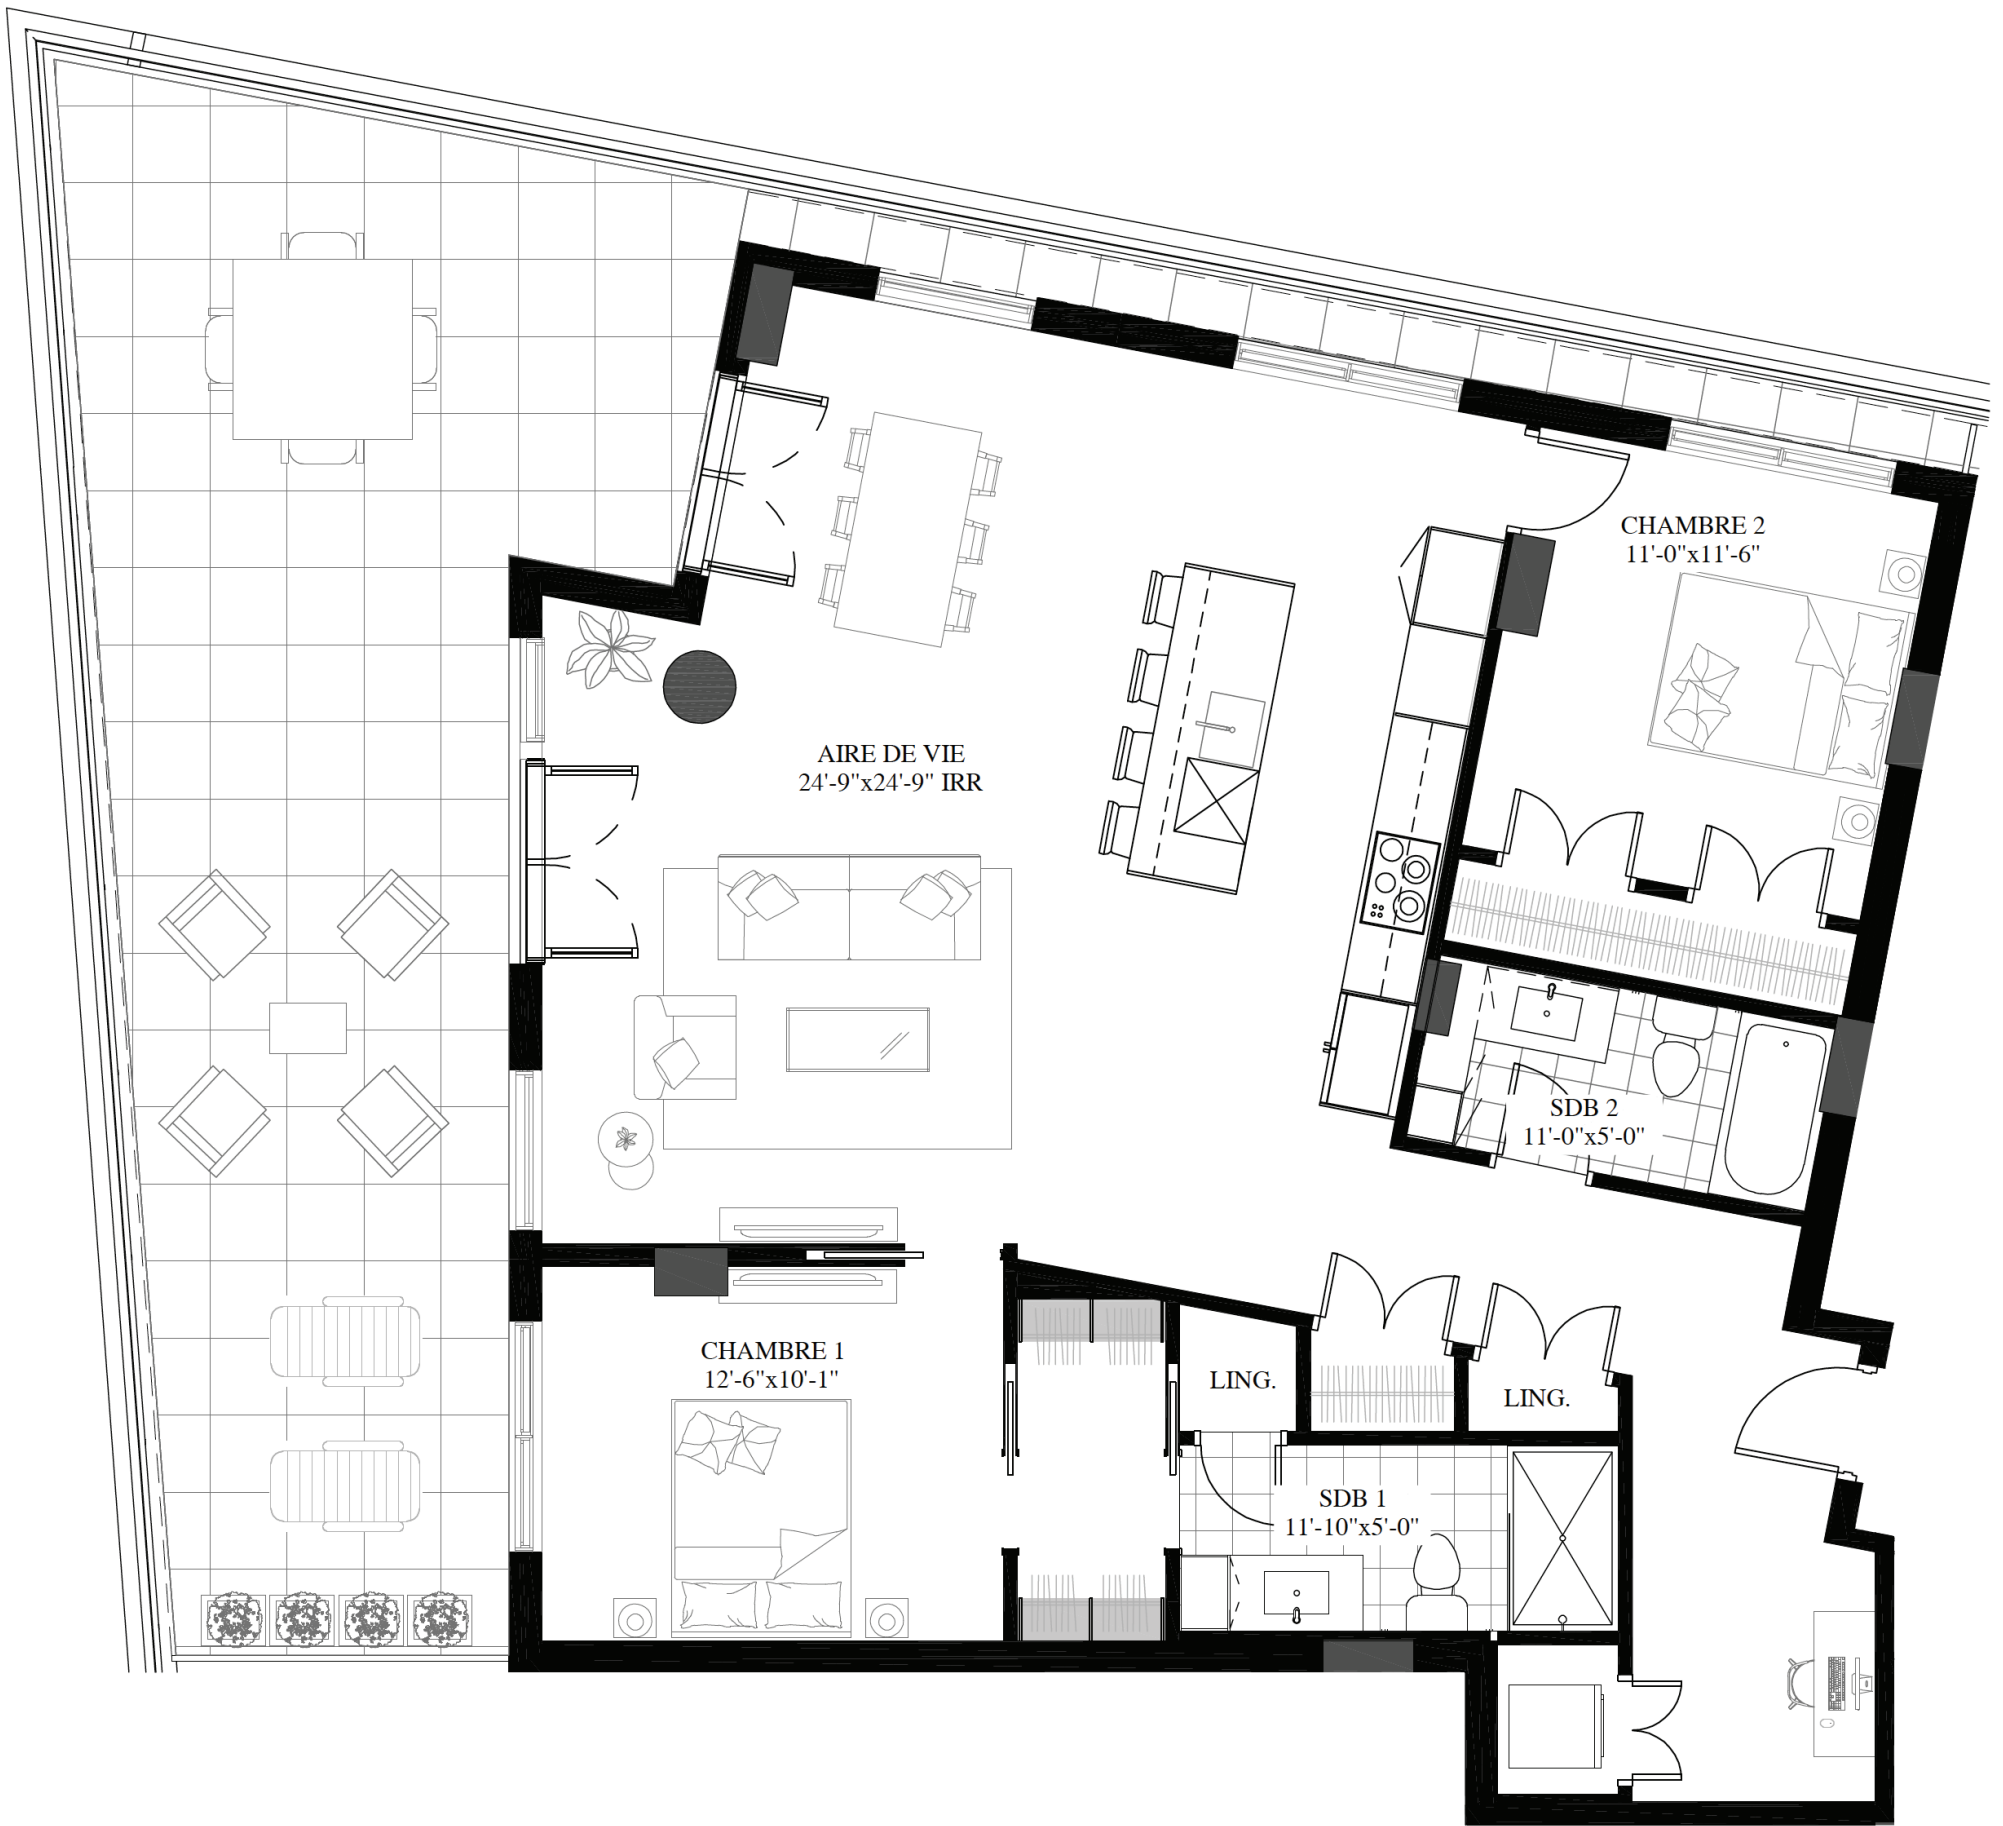 CHAMBRE 2
11'-0"x11'-6"
AIRE DE VIE
24'-9"x24'-9" IRR
SDB 2
11'-0"x5'-0"
CHAMBRE 1
12'-6"x10'-1"
LING.
LING.
SDB 1
11'-10"x5'-0"